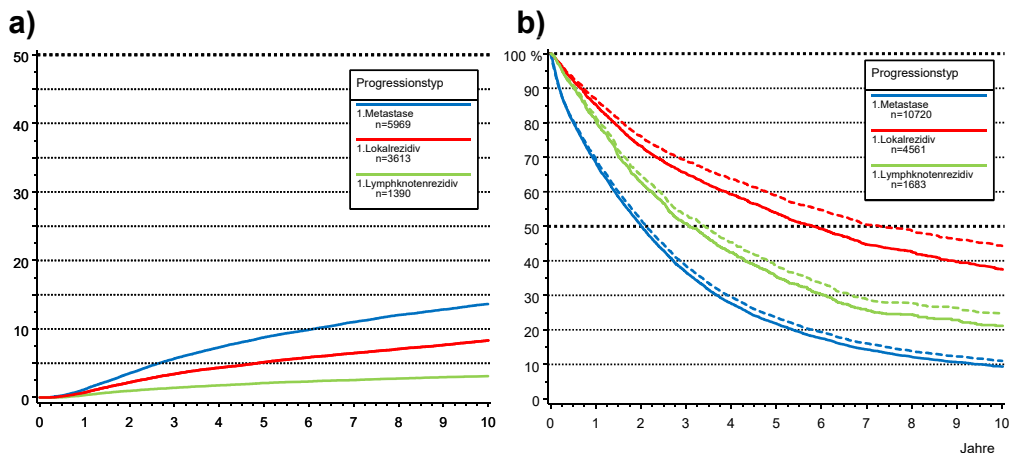 a)
50
40
30
20
10
0
0 1 2 3 4 5 6 7 8 9 10
Progressionstyp
1.Metastase
n=5969
1.Lokalrezidiv
n=3613
1.Lymphknotenrezidiv
n=1390
b)
100 %
90
80
70
60
50
40
30
20
10
0
0 1 2 3 4 5 6 7 8 9 10
Jahre
Progressionstyp
1.Metastase
n=10720
1.Lokalrezidiv
n=4561
1.Lymphknotenrezidiv
n=1683